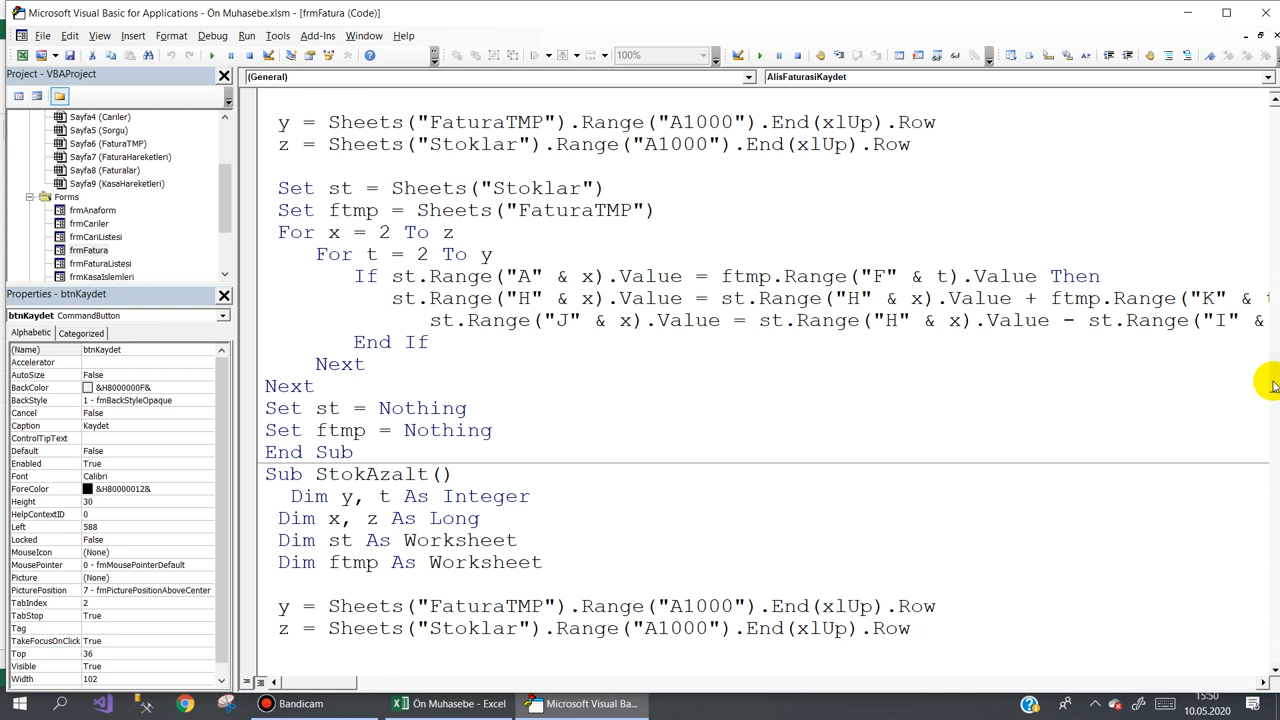 Microsoft Visual Basic for Applications - Ön Muhasebe.xlsm - [frmFatura (Code)]
File Edit View Insert Format Debug Run Tools Add-Ins Window Help
100%
Project - VBAProject
(General)
AlisFaturasiKaydet
Sayfa4 (Cariler)
Sayfa5 (Sorgu)
Sayfa6 (FaturaTMP)
Sayfa7 (FaturaHareketleri)
Sayfa8 (Faturalar)
Sayfa9 (KasaHareketleri)
Forms
frmAnaform
frmCariler
frmCariListesi
frmFatura
frmFaturaListesi
frmKasaIslemleri
Properties - btnKaydet
btnKaydet CommandButton
Alphabetic Categorized
(Name) btnKaydet
Accelerator
AutoSize False
BackColor &H8000000F&
BackStyle 1 - fmBackStyleOpaque
Cancel False
Caption Kaydet
ControlTipText
Default False
Enabled True
Font Calibri
ForeColor &H80000012&
Height 30
HelpContextID 0
Left 588
Locked False
MouseIcon (None)
MousePointer 0 - fmMousePointerDefault
Picture (None)
PicturePosition 7 - fmPicturePositionAboveCenter
TabIndex 2
TabStop True
Tag
TakeFocusOnClick True
Top 36
Visible True
Width 102
y = Sheets("FaturaTMP").Range("A1000").End(xlUp).Row
z = Sheets("Stoklar").Range("A1000").End(xlUp).Row
Set st = Sheets("Stoklar")
Set ftmp = Sheets("FaturaTMP")
For x = 2 To z
For t = 2 To y
If st.Range("A" & x).Value = ftmp.Range("F" & t).Value Then
st.Range("H" & x).Value = st.Range("H" & x).Value + ftmp.Range("K" & t
st.Range("J" & x).Value = st.Range("H" & x).Value - st.Range("I" &
End If
Next
Next
Set st = Nothing
Set ftmp = Nothing
End Sub
Sub StokAzalt()
Dim y, t As Integer
Dim x, z As Long
Dim st As Worksheet
Dim ftmp As Worksheet
y = Sheets("FaturaTMP").Range("A1000").End(xlUp).Row
z = Sheets("Stoklar").Range("A1000").End(xlUp).Row
Bandicam
Ön Muhasebe - Excel
Microsoft Visual Ba...
15:50
10.05.2020